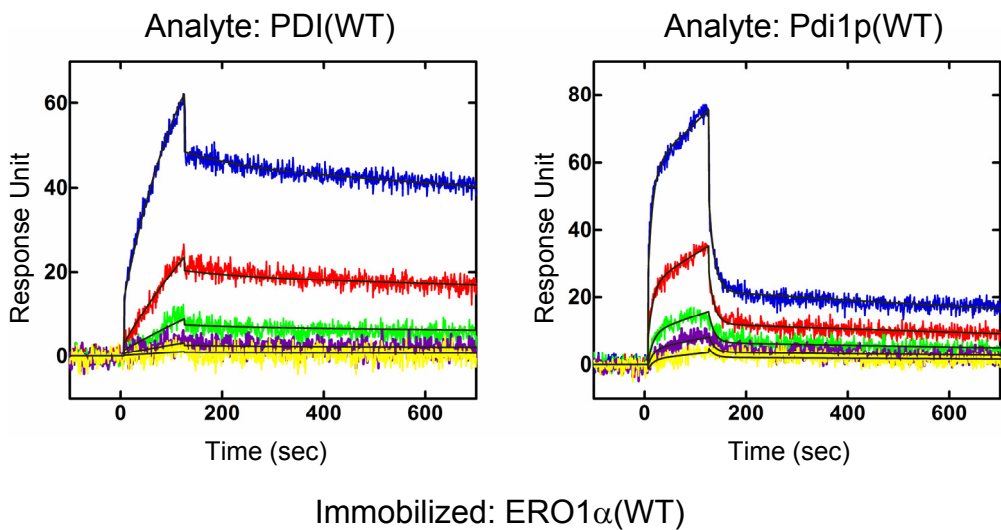 Analyte: PDI(WT)
Analyte: Pdi1p(WT)
Response Unit
60
40
20
0
0
200
400
600
Time (sec)
Response Unit
80
60
40
20
0
0
200
400
600
Time (sec)
Immobilized: ERO1α(WT)